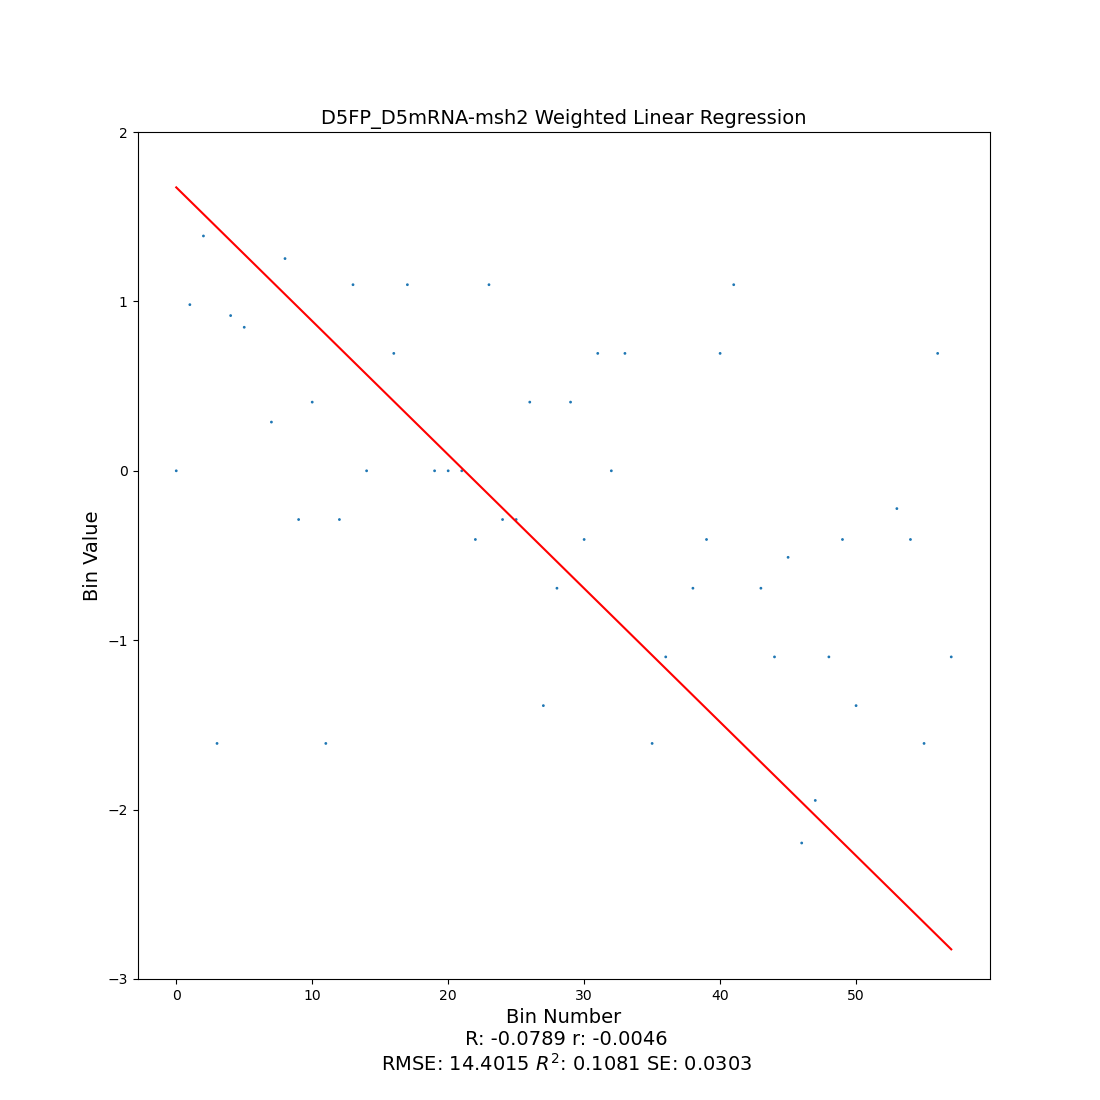 D5FP_D5mRNA-msh2 Weighted Linear Regression
2
1
0
−1
−2
−3
Bin Value
0 10 20 30 40 50
Bin Number
R: -0.0789 r: -0.0046
RMSE: 14.4015 R²: 0.1081 SE: 0.0303